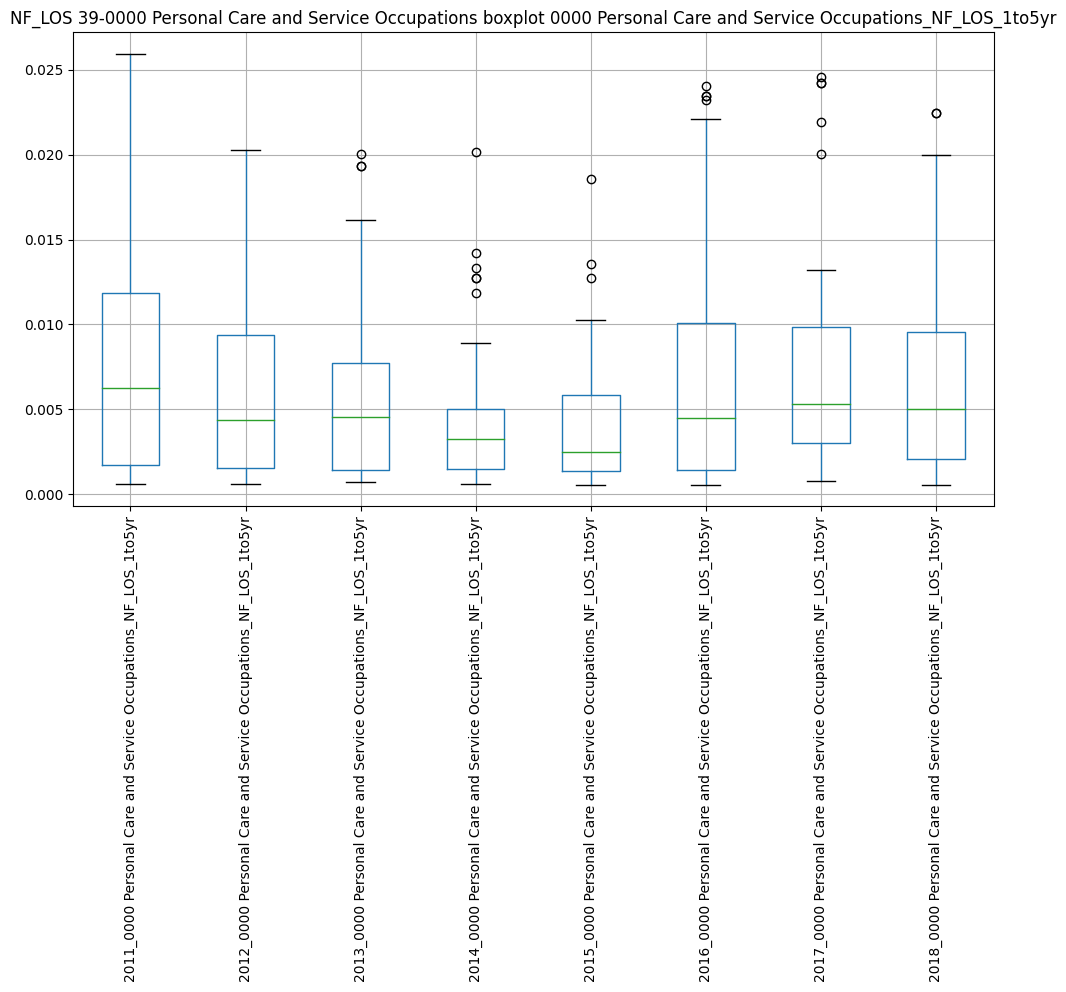 NF_LOS 39-0000 Personal Care and Service Occupations boxplot 0000 Personal Care and Service Occupations_NF_LOS_1to5yr
0.025
0.020
0.015
0.010
0.005
0.000
2011_0000 Personal Care and Service Occupations_NF_LOS_1to5yr
2012_0000 Personal Care and Service Occupations_NF_LOS_1to5yr
2013_0000 Personal Care and Service Occupations_NF_LOS_1to5yr
2014_0000 Personal Care and Service Occupations_NF_LOS_1to5yr
2015_0000 Personal Care and Service Occupations_NF_LOS_1to5yr
2016_0000 Personal Care and Service Occupations_NF_LOS_1to5yr
2017_0000 Personal Care and Service Occupations_NF_LOS_1to5yr
2018_0000 Personal Care and Service Occupations_NF_LOS_1to5yr